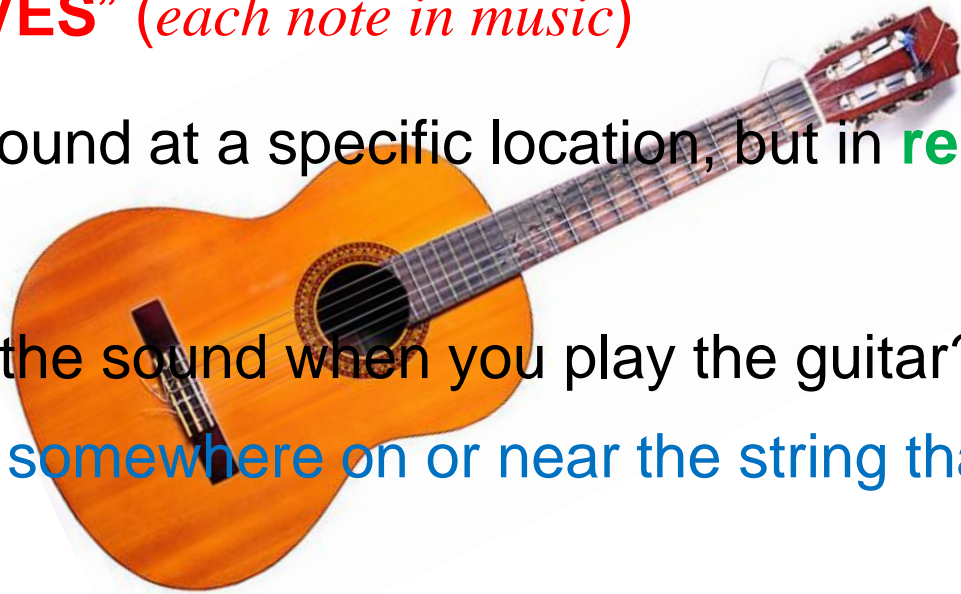 VES” (each note in music)
ound at a specific location, but in re
the sound when you play the guitar?
somewhere on or near the string tha